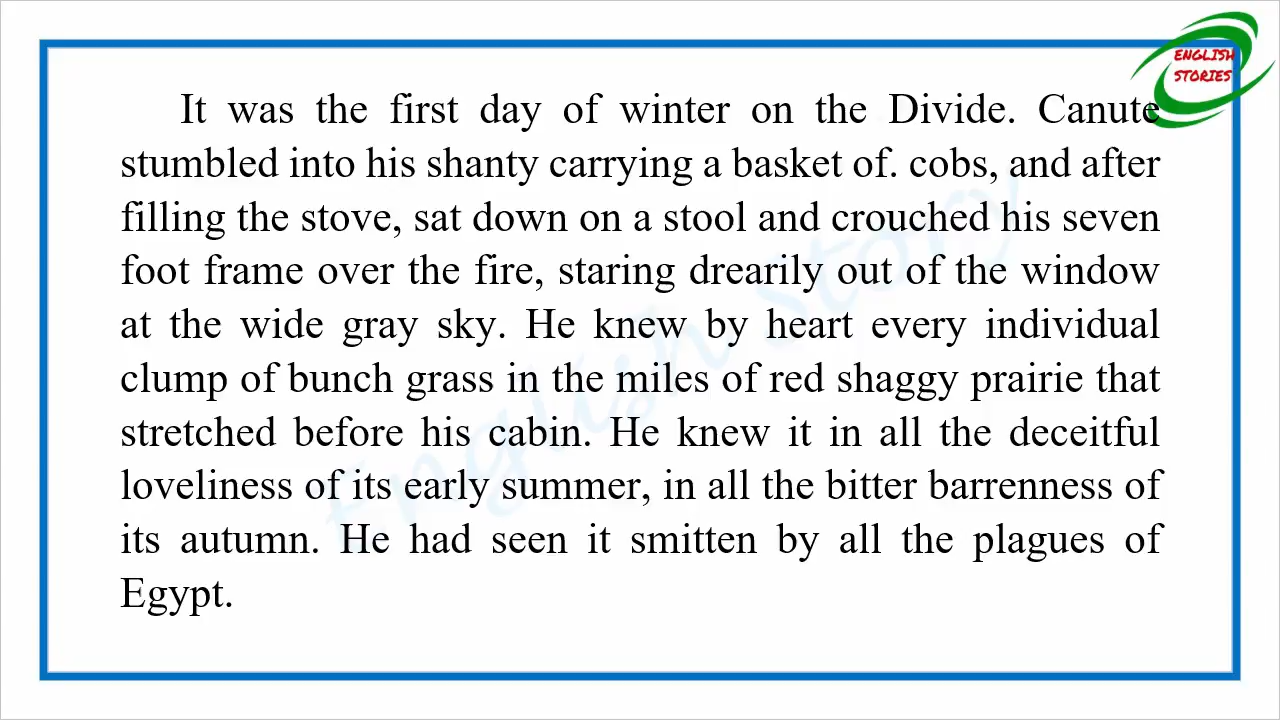 ENGLISH
STORIES
It was the first day of winter on the Divide. Canute
stumbled into his shanty carrying a basket of. cobs, and after
filling the stove, sat down on a stool and crouched his seven
foot frame over the fire, staring drearily out of the window
at the wide gray sky. He knew by heart every individual
clump of bunch grass in the miles of red shaggy prairie that
stretched before his cabin. He knew it in all the deceitful
loveliness of its early summer, in all the bitter barrenness of
its autumn. He had seen it smitten by all the plagues of
Egypt.
English Story